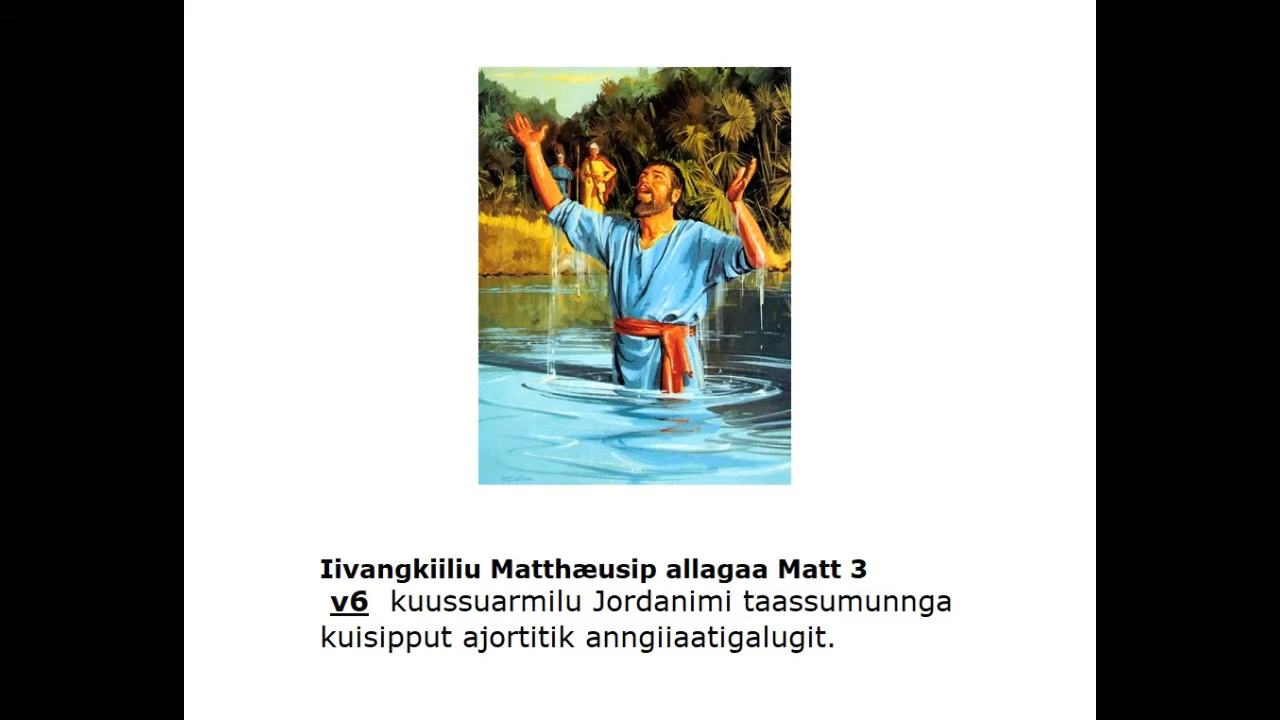 Iivangkiiliu Matthæusip allagaa Matt 3
v6 kuussuarmilu Jordanimi taassumunnga
kuisipput ajortitik anngiiaatigalugit.